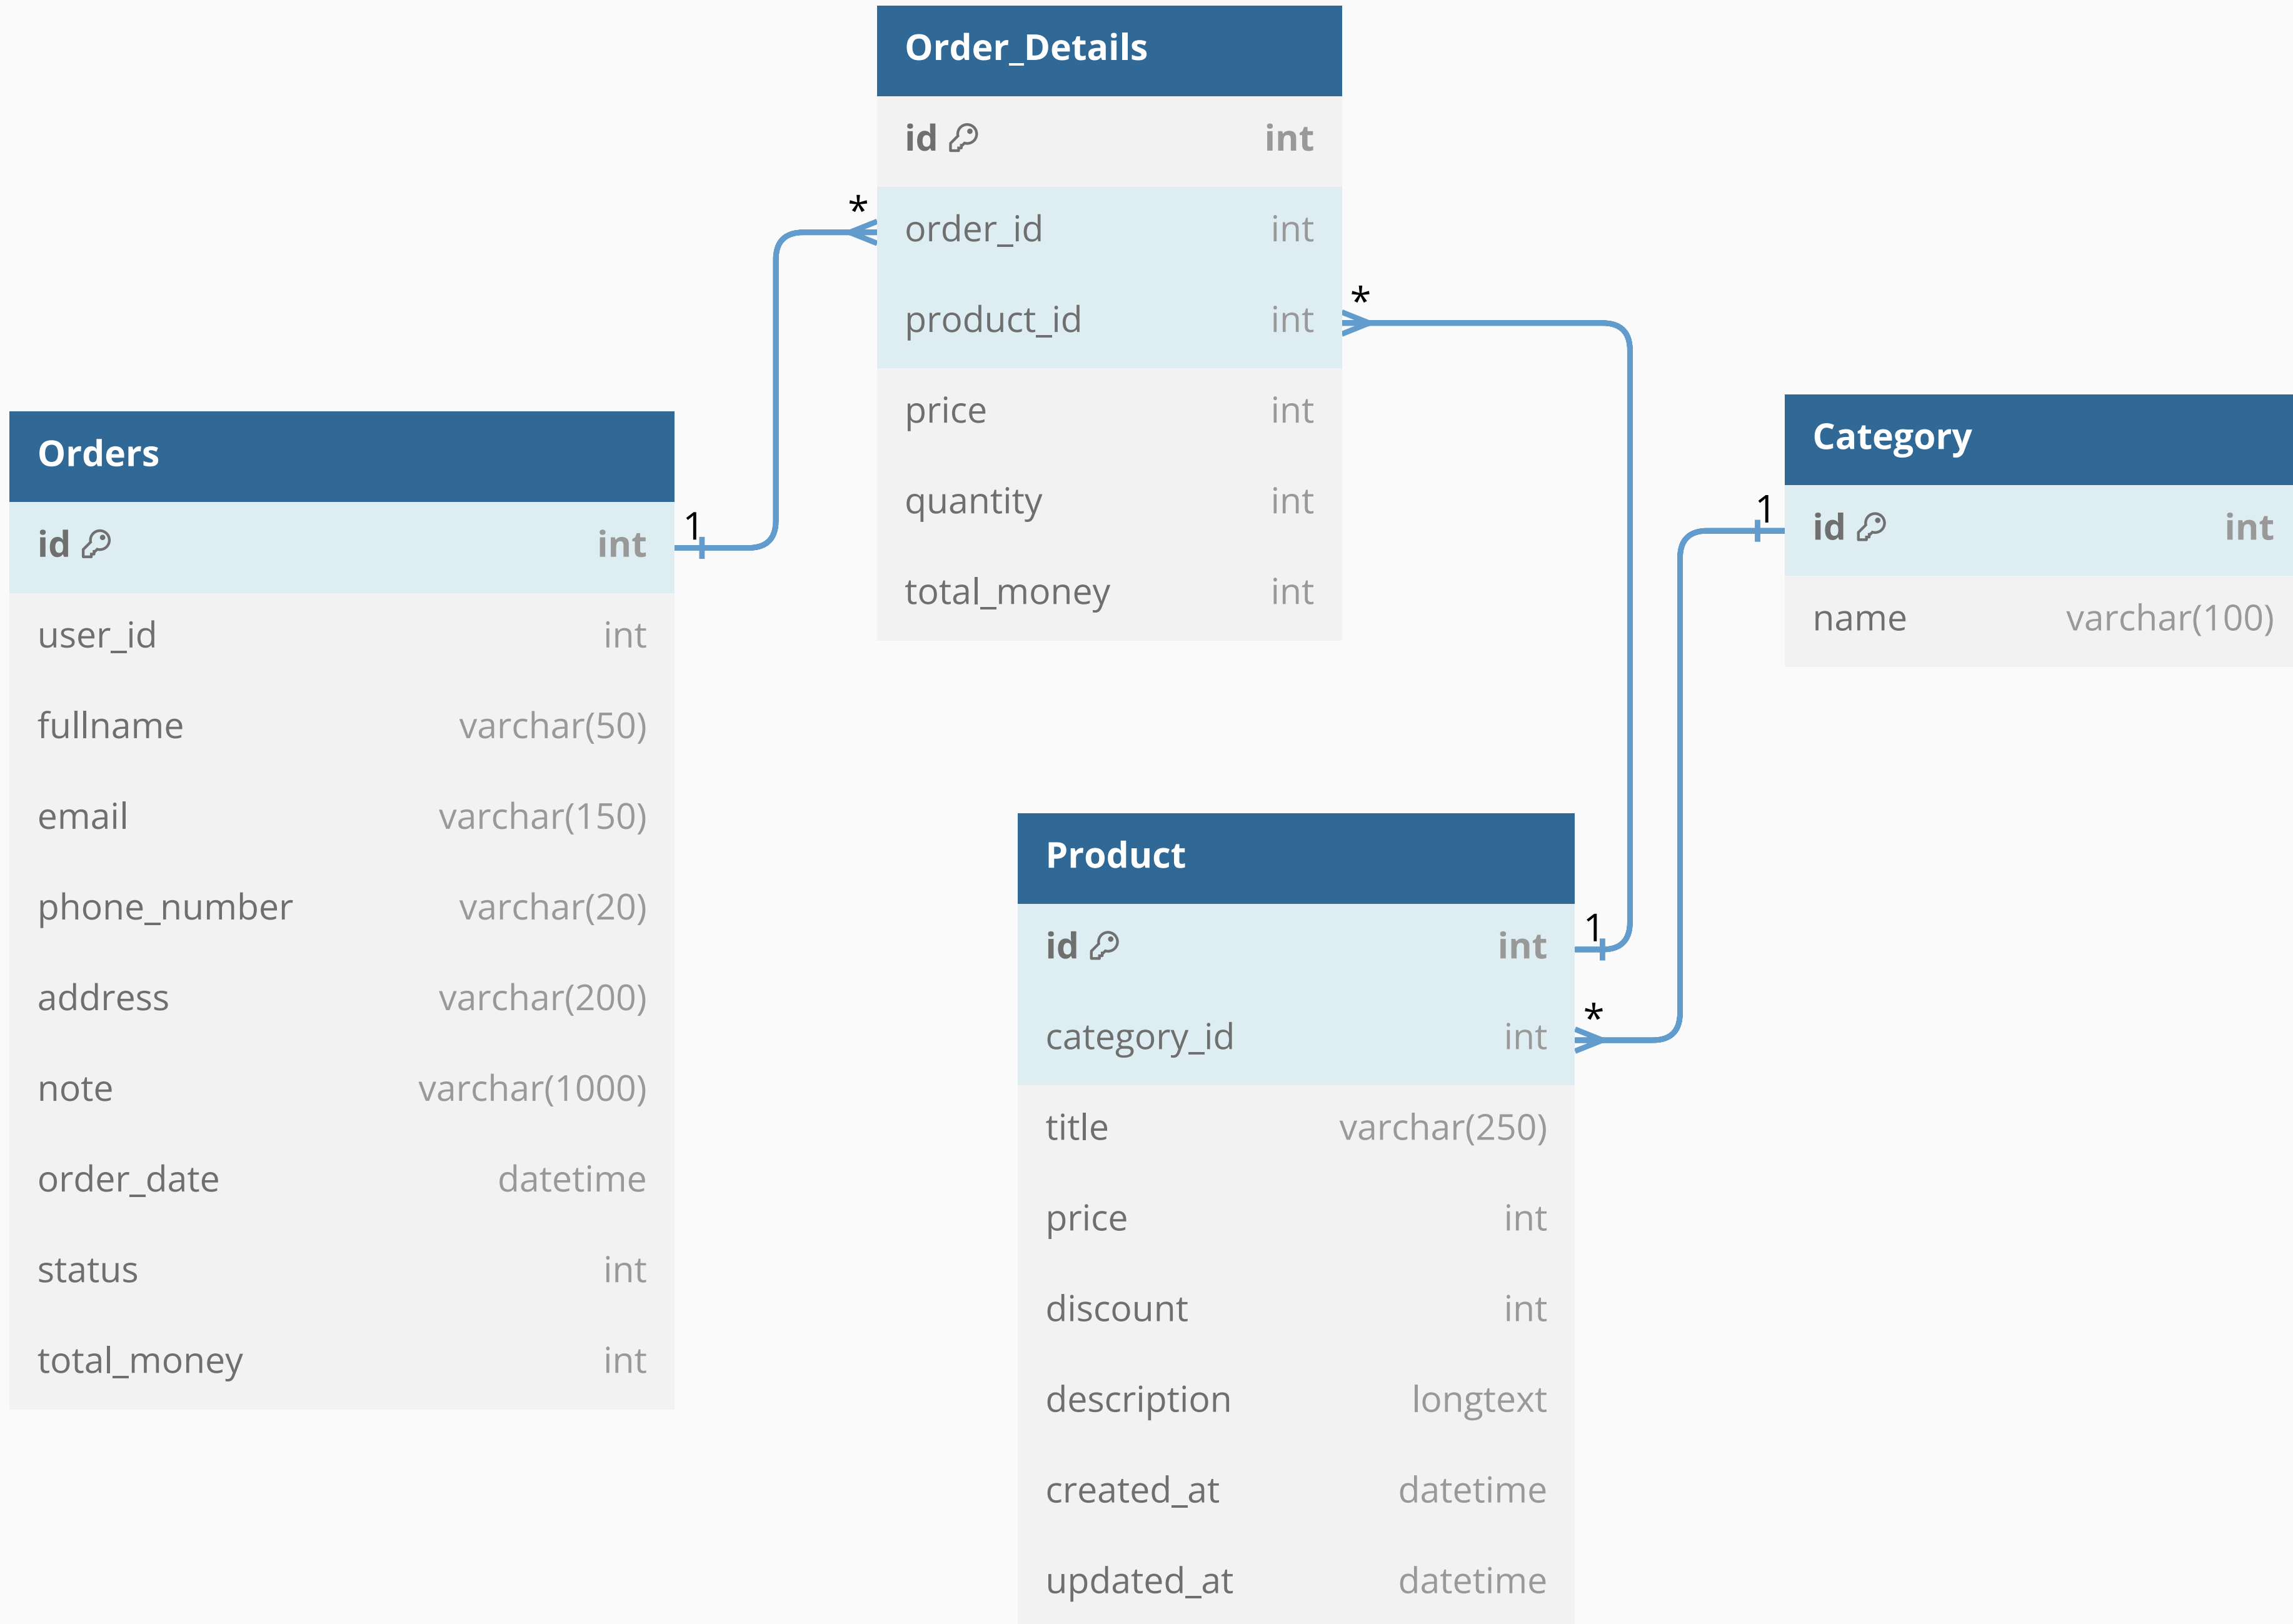 Order_Details
id int
order_id int
product_id int
price int
quantity int
total_money int
*
*
Orders
id int
user_id int
fullname varchar(50)
email varchar(150)
phone_number varchar(20)
address varchar(200)
note varchar(1000)
order_date datetime
status int
total_money int
1
Category
id int
name varchar(100)
1
Product
id int
category_id int
title varchar(250)
price int
discount int
description longtext
created_at datetime
updated_at datetime
1
*